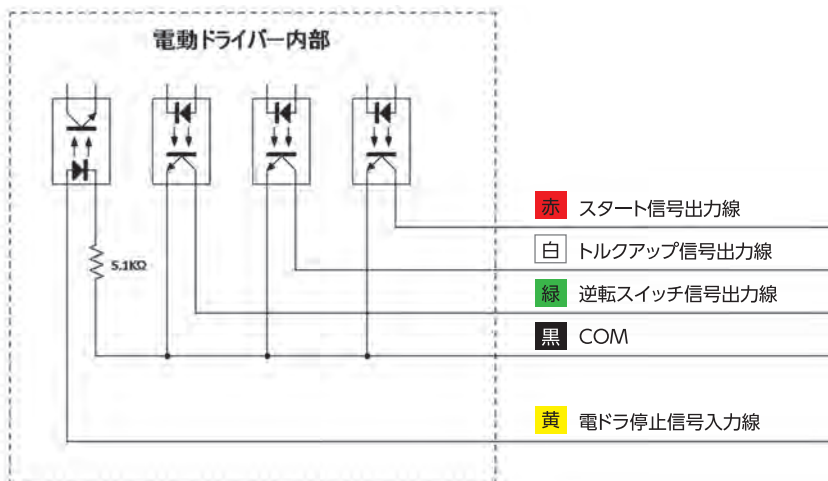 電動ドライバー内部
5.1KΩ
赤 スタート信号出力線
白 トルクアップ信号出力線
緑 逆転スイッチ信号出力線
黒 COM
黄 電ドラ停止信号入力線